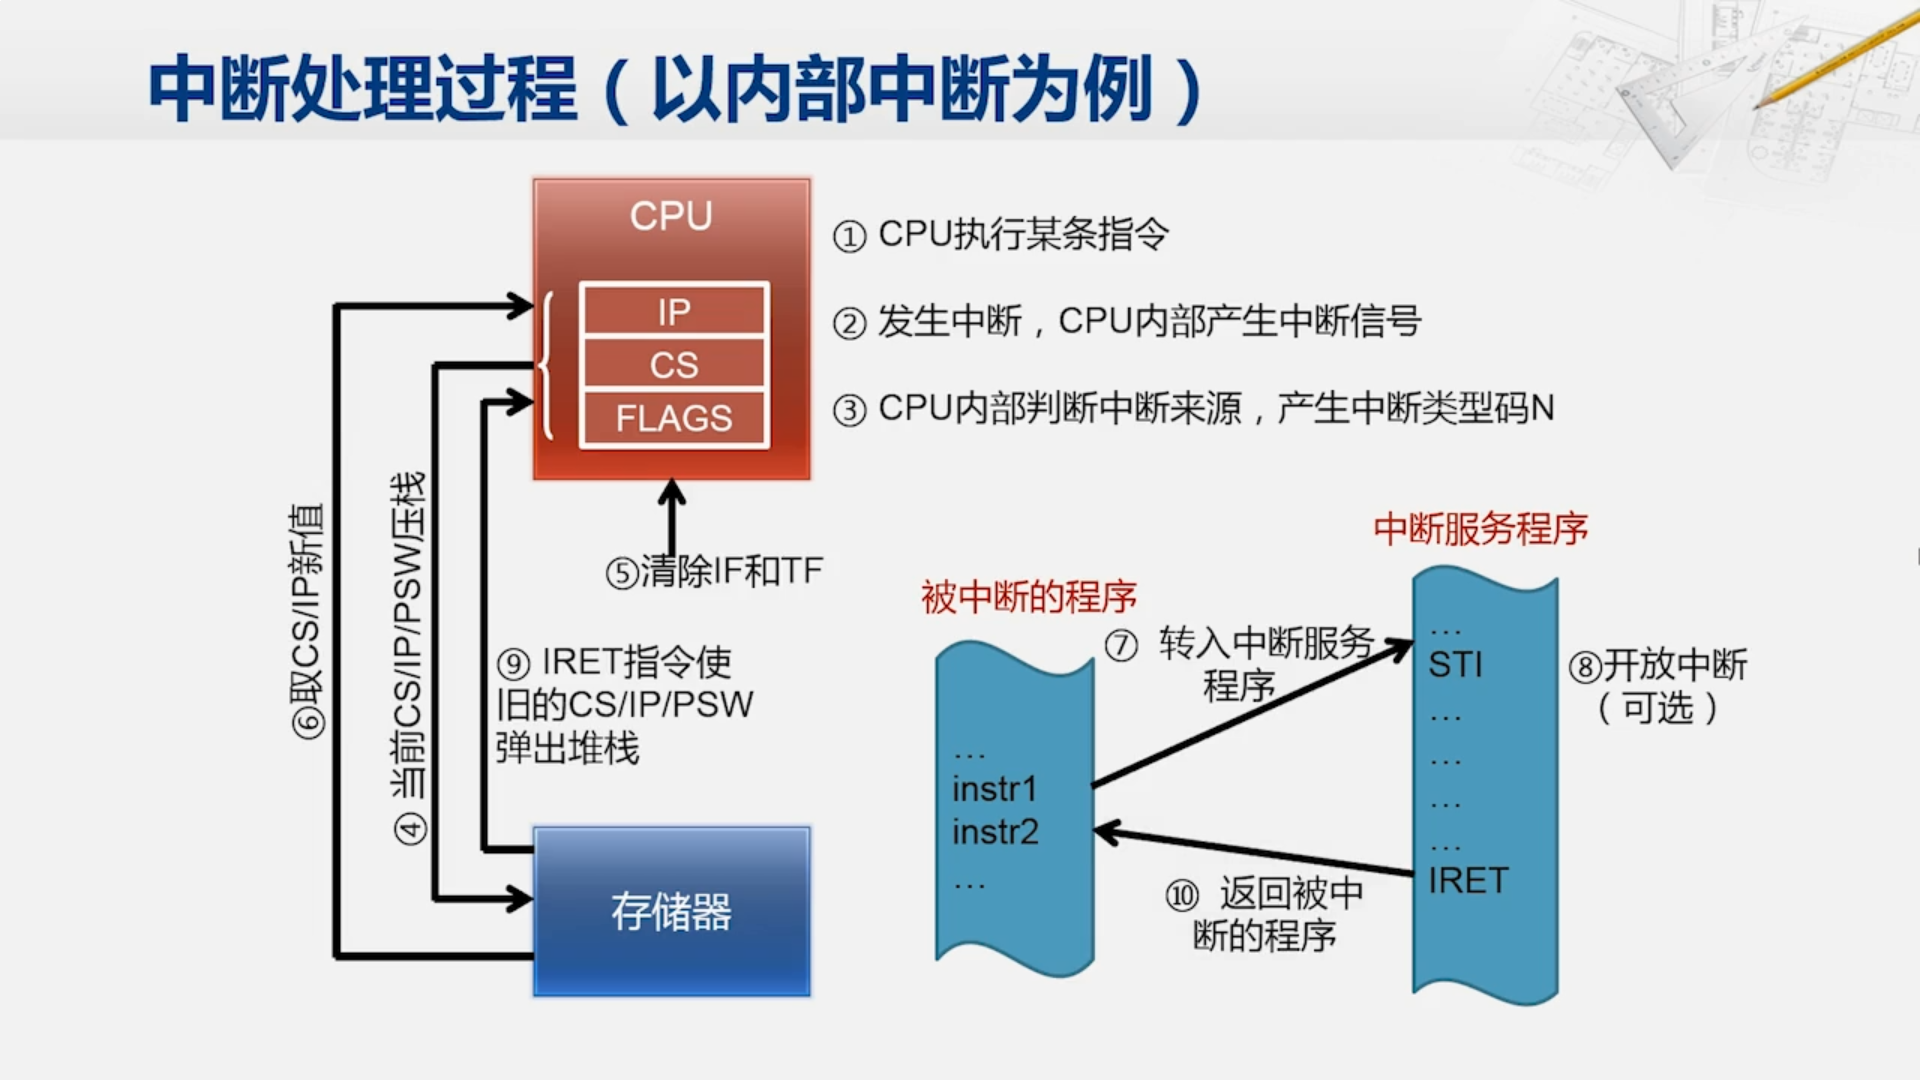 中断处理过程（以内部中断为例）
CPU
IP
CS
FLAGS
① CPU执行某条指令
② 发生中断，CPU内部产生中断信号
③ CPU内部判断中断来源，产生中断类型码N
⑥取CS/IP新值
④ 当前CS/IP/PSW压栈
⑤清除IF和TF
⑨ IRET指令使
旧的CS/IP/PSW
弹出堆栈
存储器
被中断的程序
…
instr1
instr2
…
⑦ 转入中断服务
程序
中断服务程序
…
STI
…
…
…
…
IRET
⑧开放中断
（可选）
⑩ 返回被中
断的程序